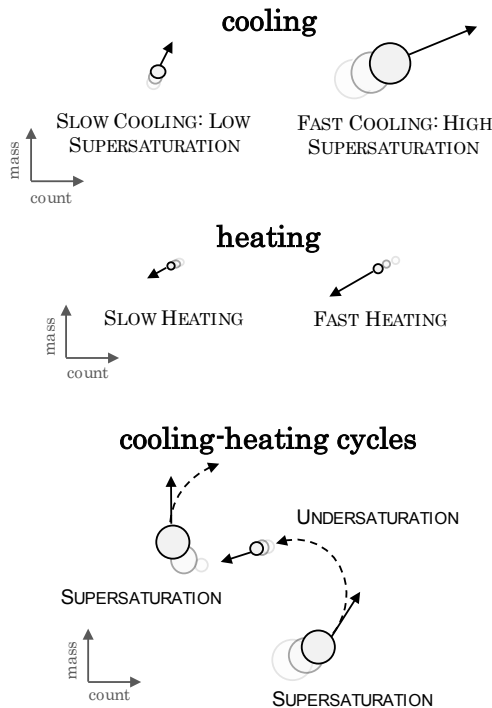 cooling
SLOW COOLING: LOW
SUPERSATURATION
FAST COOLING: HIGH
SUPERSATURATION
mass
count
heating
SLOW HEATING
FAST HEATING
mass
count
cooling-heating cycles
UNDERSATURATION
SUPERSATURATION
mass
count
SUPERSATURATION